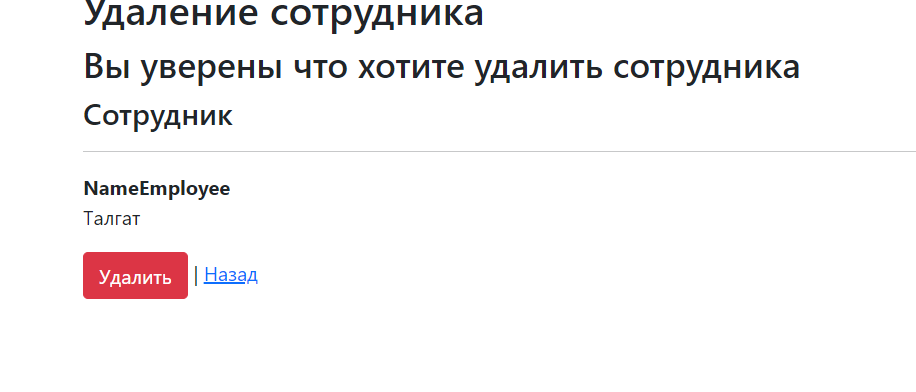 Удаление сотрудника
Вы уверены что хотите удалить сотрудника
Сотрудник
NameEmployee
Талгат
Удалить | Назад